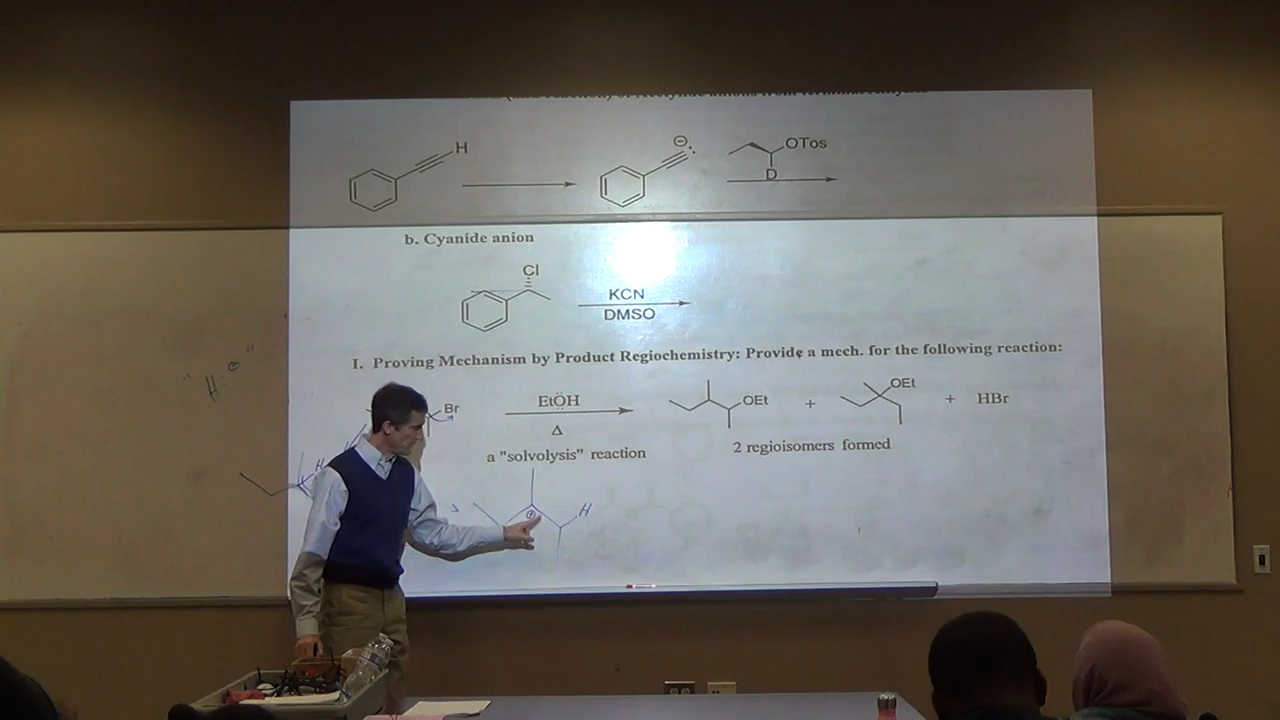 H
OTos
D
b. Cyanide anion
Cl
KCN
DMSO
I. Proving Mechanism by Product Regiochemistry: Provide a mech. for the following reaction:
"H:⊖"
Br
EtÖH
Δ
OEt + OEt + HBr
a "solvolysis" reaction
2 regioisomers formed
H
⊕ H